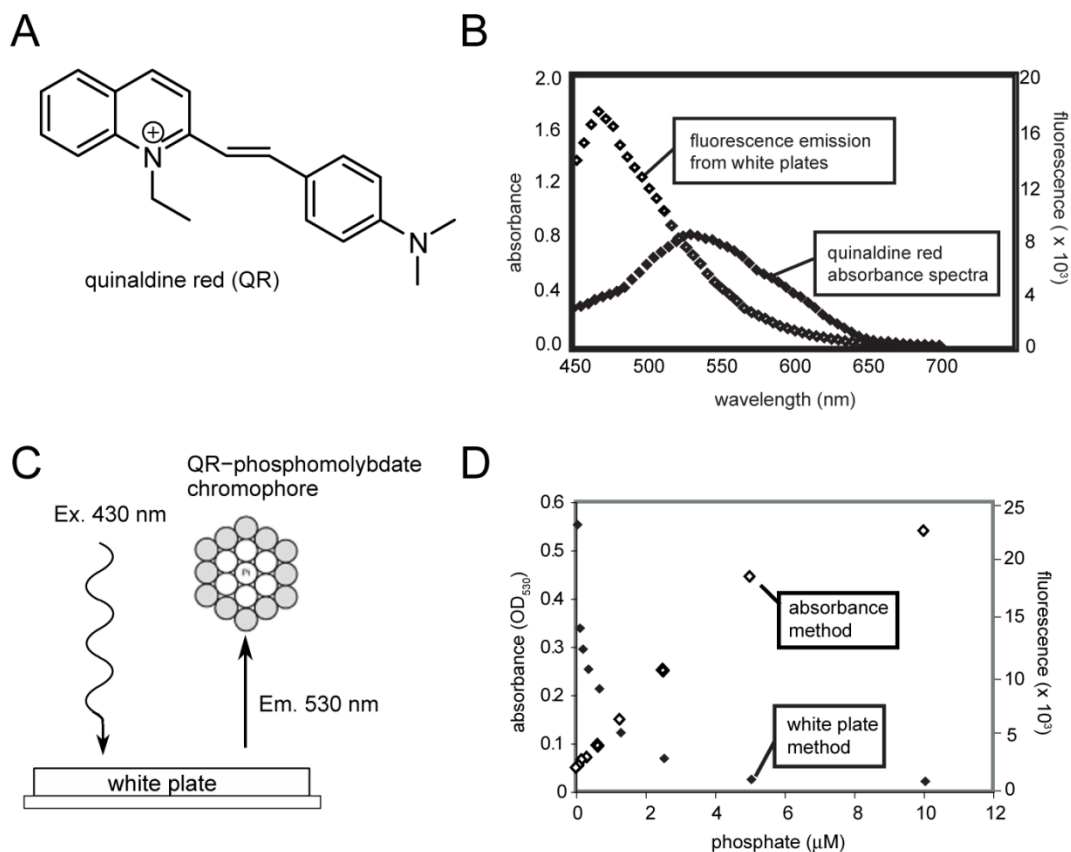 A
N
+
N
quinaldine red (QR)
B
2.0
1.6
1.2
0.8
0.4
0.0
absorbance
20
16
12
8
4
0
fluorescence ( x 10³)
fluorescence emission
from white plates
quinaldine red
absorbance spectra
450
500
550
600
650
700
wavelength (nm)
C
QR−phosphomolybdate
chromophore
Ex. 430 nm
Pi
Em. 530 nm
white plate
D
0.6
0.5
0.4
0.3
0.2
0.1
0
absorbance (OD₅₃₀)
25
20
15
10
5
0
fluorescence (x 10³)
absorbance
method
white plate
method
0
2
4
6
8
10
12
phosphate (μM)